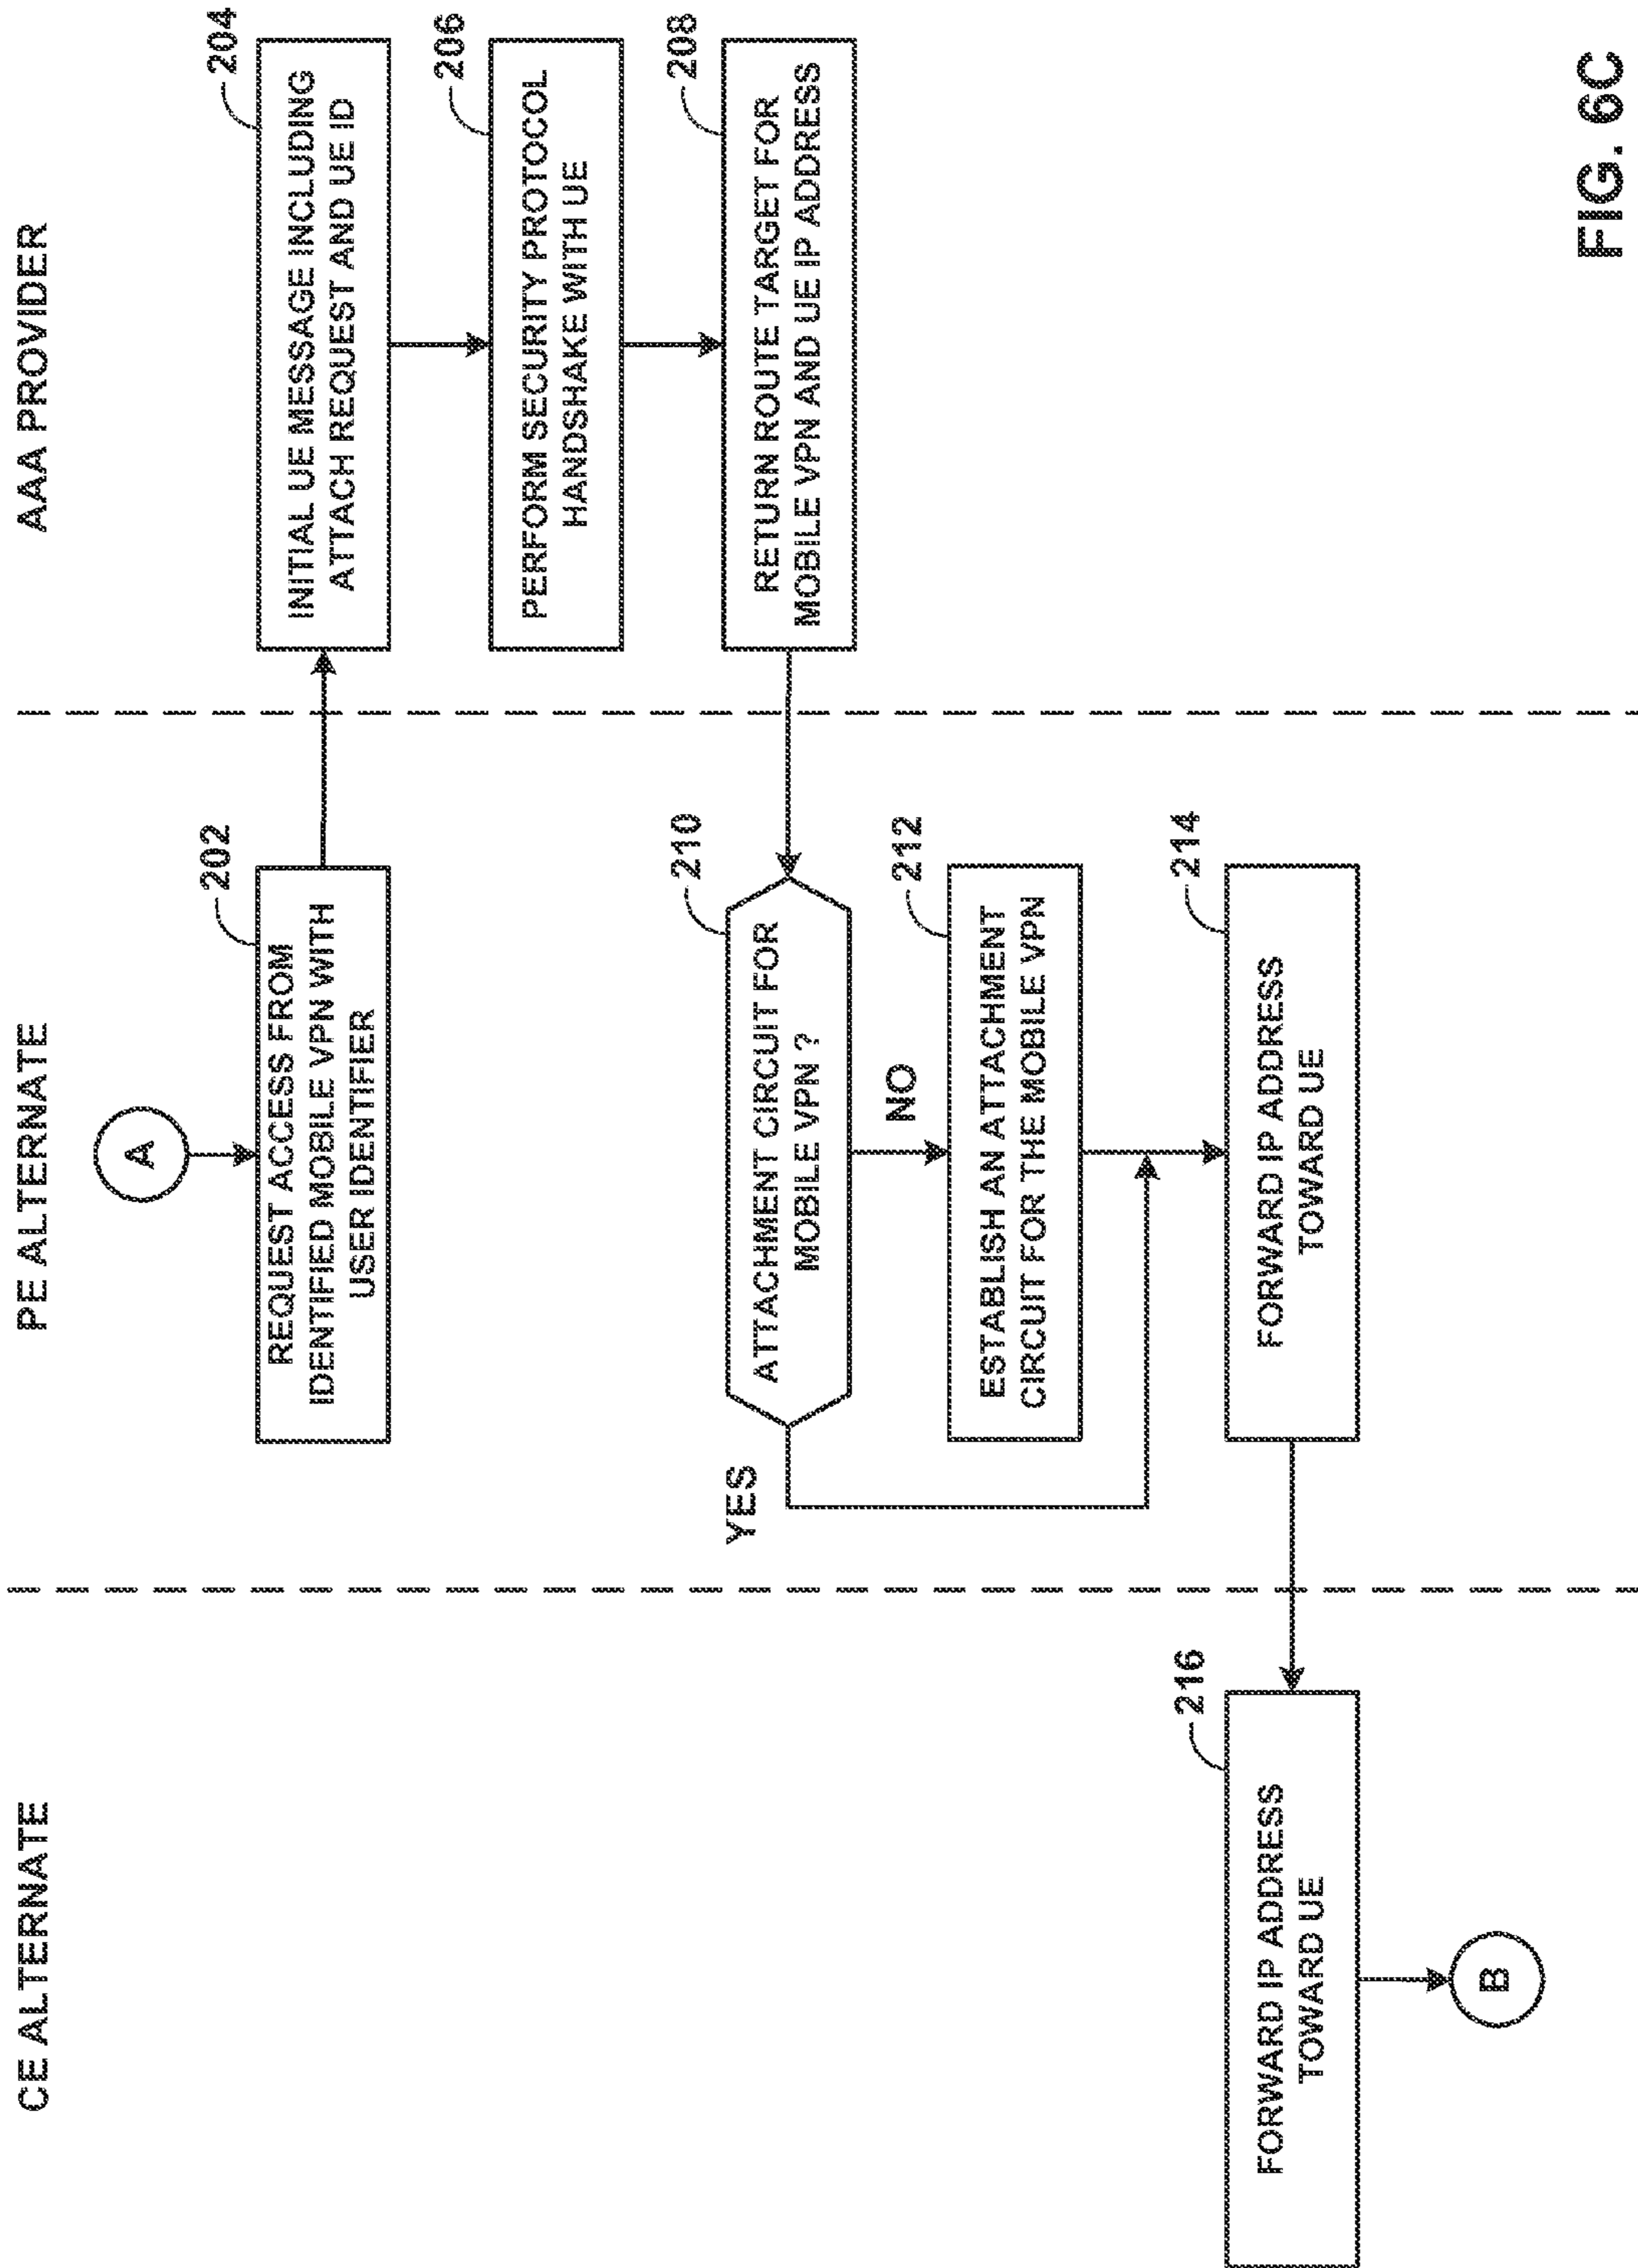 CE ALTERNATE
PE ALTERNATE
AAA PROVIDER
A
202
REQUEST ACCESS FROM
IDENTIFIED MOBILE VPN WITH
USER IDENTIFIER
204
INITIAL UE MESSAGE INCLUDING
ATTACH REQUEST AND UE ID
206
PERFORM SECURITY PROTOCOL
HANDSHAKE WITH UE
208
RETURN ROUTE TARGET FOR
MOBILE VPN AND UE IP ADDRESS
210
ATTACHMENT CIRCUIT FOR
MOBILE VPN ?
YES
NO
212
ESTABLISH AN ATTACHMENT
CIRCUIT FOR THE MOBILE VPN
214
FORWARD IP ADDRESS
TOWARD UE
216
FORWARD IP ADDRESS
TOWARD UE
B
FIG. 6C